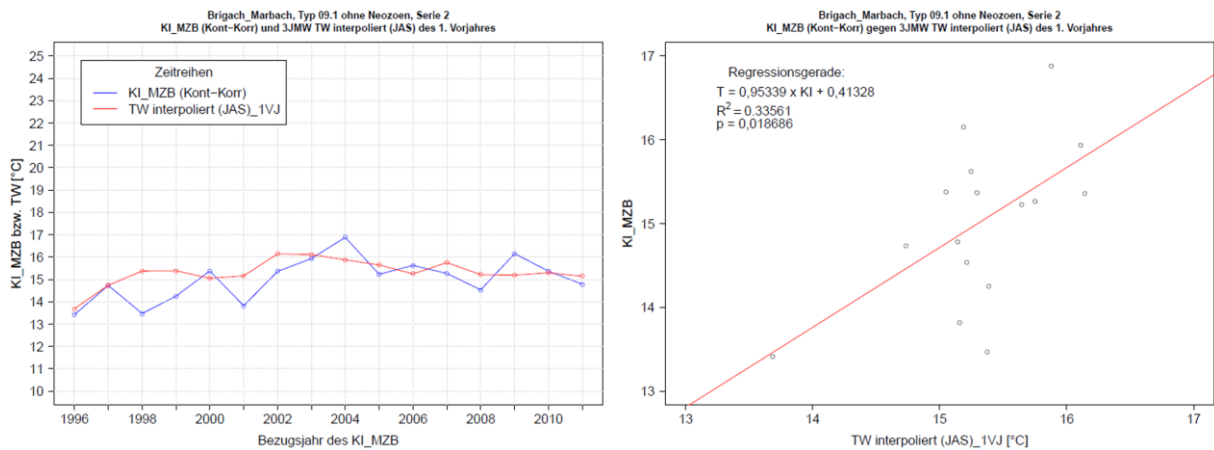 Brigach_Marbach, Typ 09.1 ohne Neozoen, Serie 2
KI_MZB (Kont-Korr) und 3JMW TW interpoliert (JAS) des 1. Vorjahres
25
24
23
22
21
20
19
18
17
16
15
14
13
12
11
10
KI_MZB bzw. TW [°C]
Zeitreihen
KI_MZB (Kont-Korr)
TW interpoliert (JAS)_1VJ
1996 1998 2000 2002 2004 2006 2008 2010
Bezugsjahr des KI_MZB
Brigach_Marbach, Typ 09.1 ohne Neozoen, Serie 2
KI_MZB (Kont-Korr) gegen 3JMW TW interpoliert (JAS) des 1. Vorjahres
17
16
15
14
13
KI_MZB
Regressionsgerade:
T = 0,95339 x KI + 0,41328
R² = 0.33561
p = 0,018686
13 14 15 16 17
TW interpoliert (JAS)_1VJ [°C]